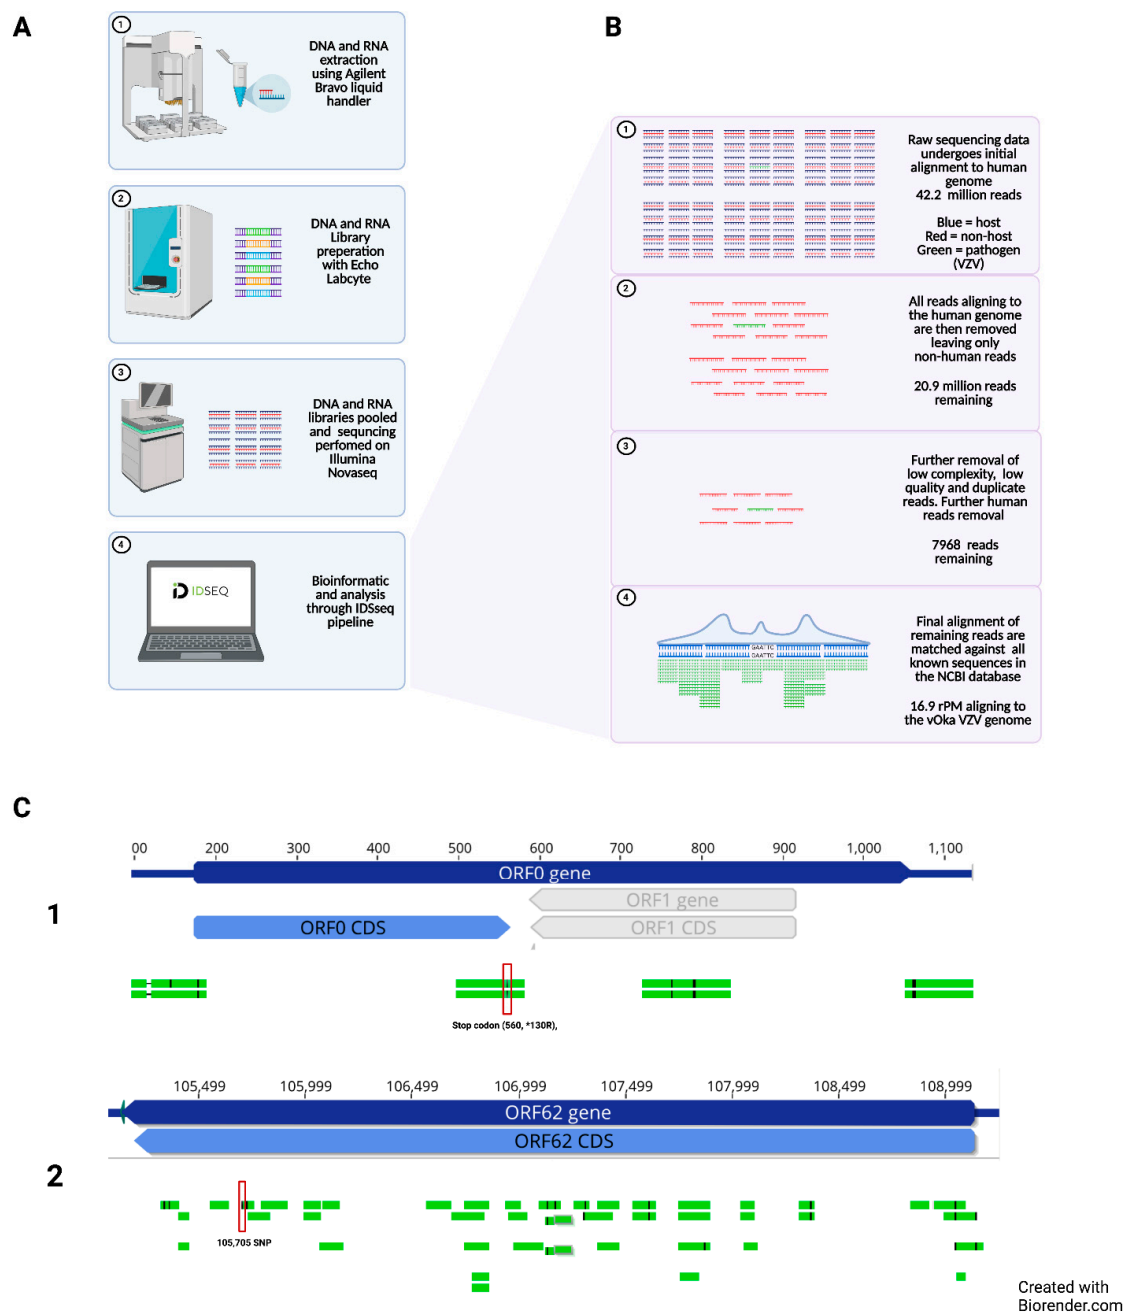 A
1
DNA and RNA
extraction
using Agilent
Bravo liquid
handler
2
DNA and RNA
Library
preperation
with Echo
Labcyte
3
DNA and RNA
libraries pooled
and sequncing
perfomed on
Illumina
Novaseq
4
IDSEQ
Bioinformatic
and analysis
through IDSseq
pipeline
B
1
Raw sequencing data
undergoes initial
alignment to human
genome
42.2 million reads
Blue = host
Red = non-host
Green = pathogen
(VZV)
2
All reads aligning to
the human genome
are then removed
leaving only
non-human reads
20.9 million reads
remaining
3
Further removal of
low complexity, low
quality and duplicate
reads. Further human
reads removal
7968 reads
remaining
4
GAATTC
GAATTC
Final alignment of
remaining reads are
matched against all
known sequences in
the NCBI database
16.9 rPM aligning to
the vOka VZV genome
C
00 200 300 400 500 600 700 800 900 1,000 1,100
ORF0 gene
ORF1 gene
1
ORF0 CDS ORF1 CDS
Stop codon (560, *130R),
105,499 105,999 106,499 106,999 107,499 107,999 108,499 108,999
ORF62 gene
ORF62 CDS
2
105,705 SNP
Created with
Biorender.com